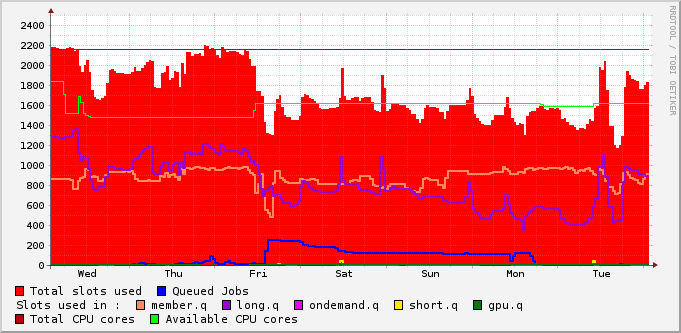 2400
2200
2000
1800
1600
1400
1200
1000
800
600
400
200
0
Wed Thu Fri Sat Sun Mon Tue
Total slots used Queued Jobs
Slots used in : member.q long.q ondemand.q short.q gpu.q
Total CPU cores Available CPU cores
RRDTOOL / TOBI OETIKER